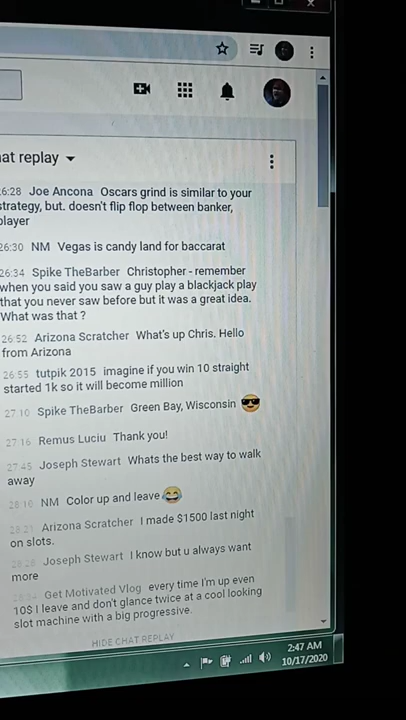 at replay
6:28 Joe Ancona Oscars grind is similar to your
strategy, but. doesn't flip flop between banker,
player
26:30 NM Vegas is candy land for baccarat
26:34 Spike TheBarber Christopher - remember
when you said you saw a guy play a blackjack play
that you never saw before but it was a great idea.
What was that ?
26:52 Arizona Scratcher What's up Chris. Hello
from Arizona
26:55 tutpik 2015 imagine if you win 10 straight
started 1k so it will become million
27:10 Spike TheBarber Green Bay, Wisconsin 😎
27:16 Remus Luciu Thank you!
27:45 Joseph Stewart Whats the best way to walk
away
28:10 NM Color up and leave😂
Arizona Scratcher I made $1500 last night
on slots.
Joseph Stewart I know but u always want
more
Get Motivated Vlog every time I'm up even
10$ I leave and don't glance twice at a cool looking
slot machine with a big progressive.
HIDE CHAT REPLAY
2:47 AM
10/17/2020